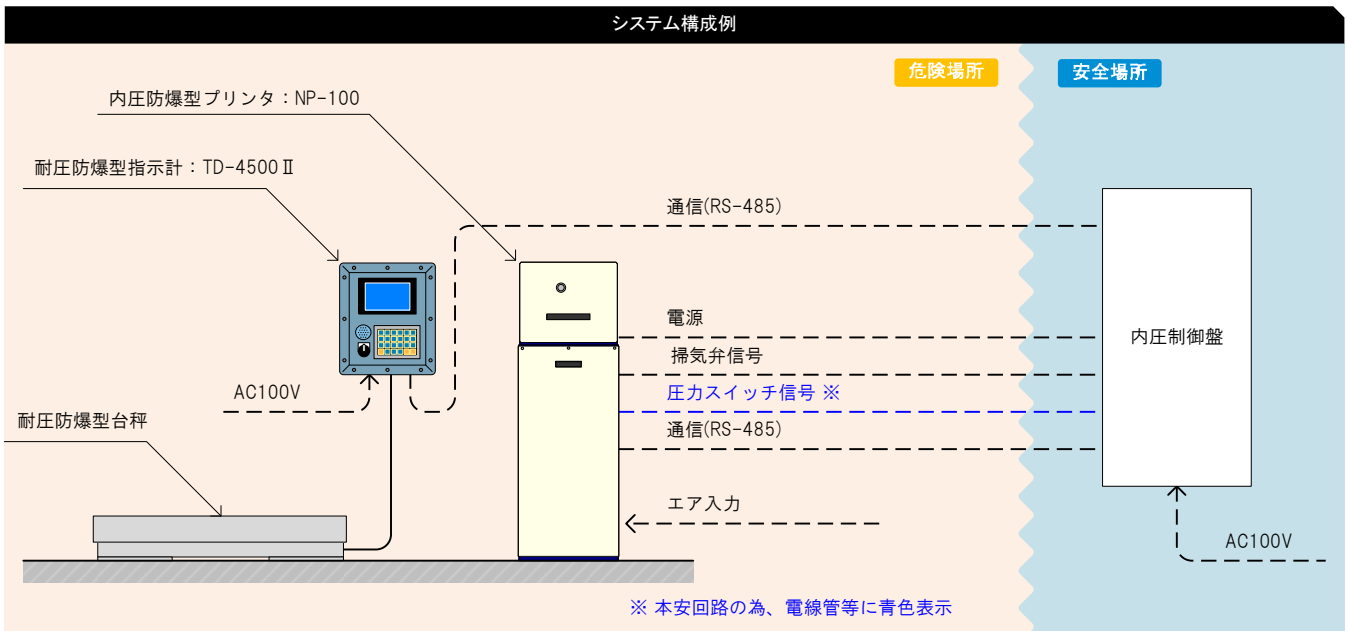 システム構成例
危険場所
安全場所
内圧防爆型プリンタ：NP-100
耐圧防爆型指示計：TD-4500Ⅱ
通信(RS-485)
電源
内圧制御盤
掃気弁信号
AC100V
圧力スイッチ信号 ※
耐圧防爆型台秤
通信(RS-485)
エア入力
AC100V
※ 本安回路の為、電線管等に青色表示